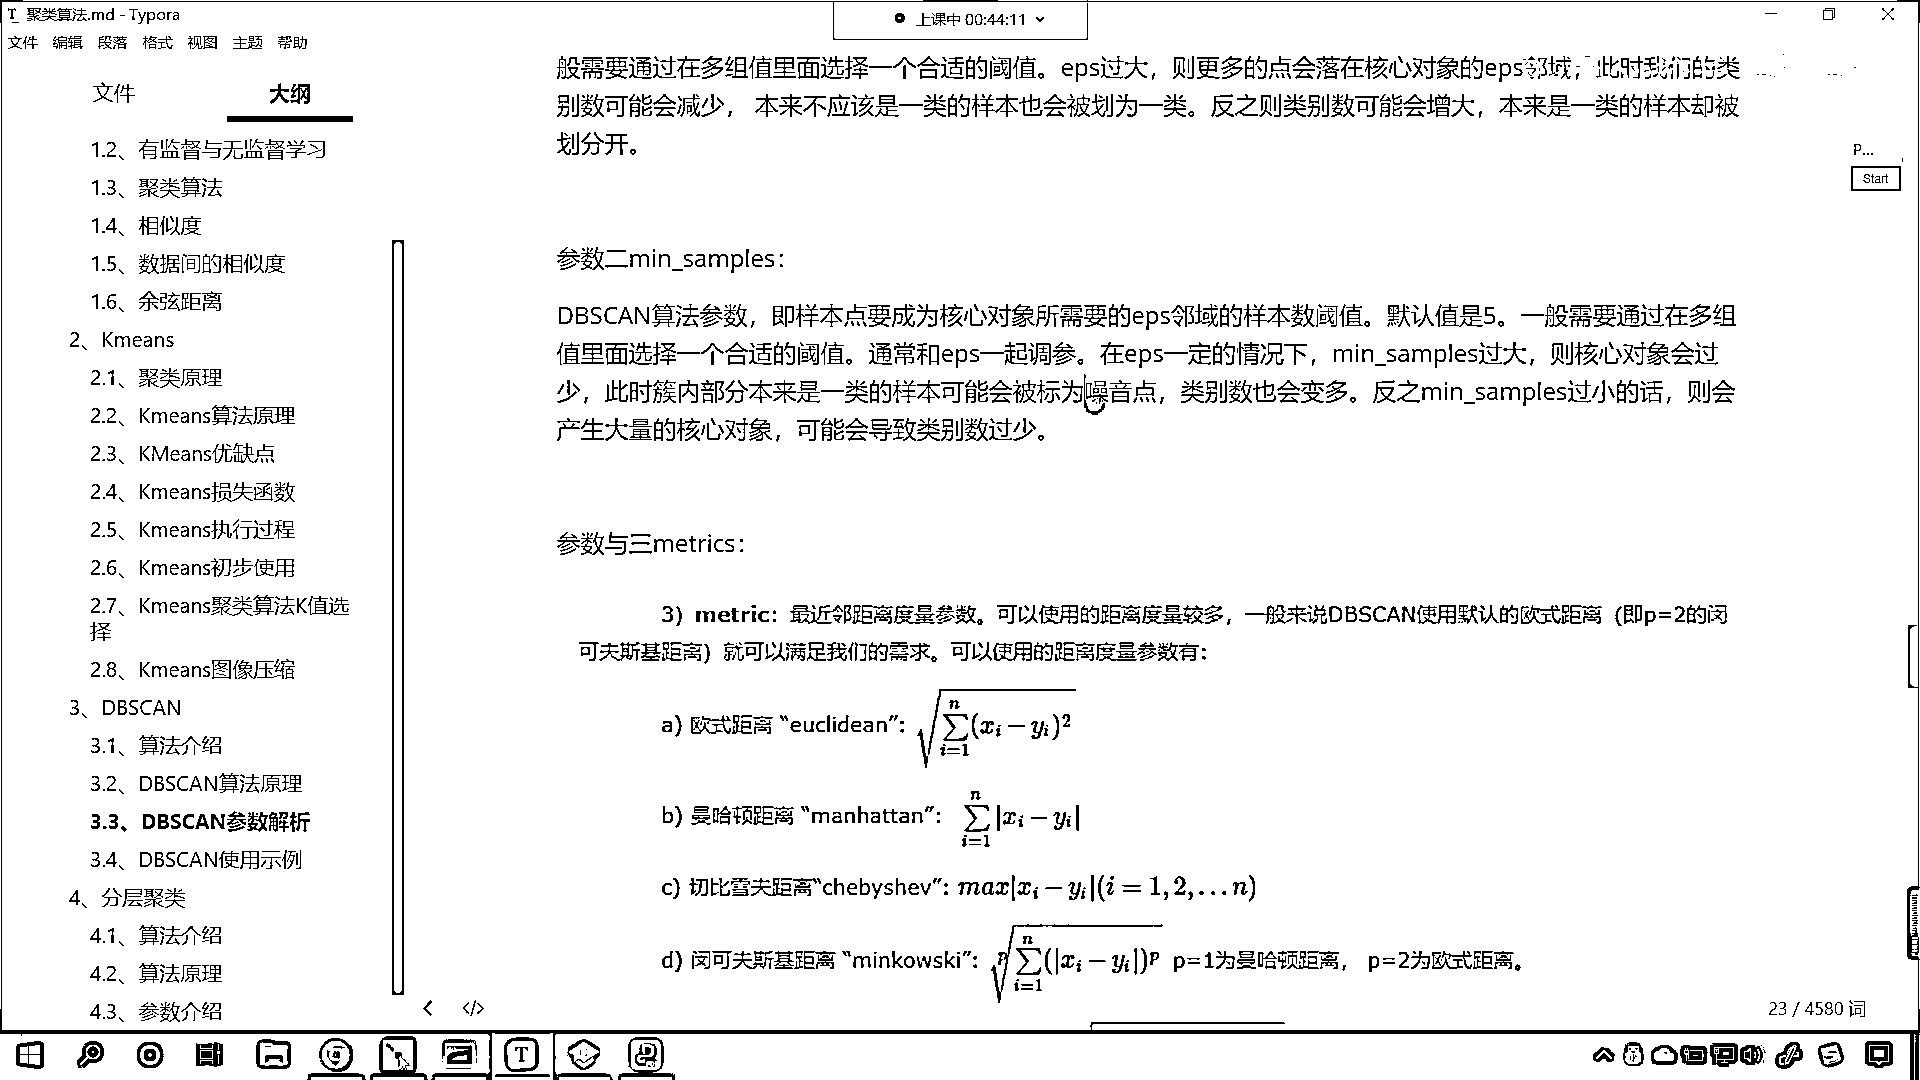 聚类算法.md - Typora
上课中 00:44:11
文件 编辑 段落 格式 视图 主题 帮助
文件 大纲
1.2、有监督与无监督学习
1.3、聚类算法
1.4、相似度
1.5、数据间的相似度
1.6、余弦距离
2、Kmeans
2.1、聚类原理
2.2、Kmeans算法原理
2.3、KMeans优缺点
2.4、Kmeans损失函数
2.5、Kmeans执行过程
2.6、Kmeans初步使用
2.7、Kmeans聚类算法K值选
择
2.8、Kmeans图像压缩
3、DBSCAN
3.1、算法介绍
3.2、DBSCAN算法原理
3.3、DBSCAN参数解析
3.4、DBSCAN使用示例
4、分层聚类
4.1、算法介绍
4.2、算法原理
4.3、参数介绍
般需要通过在多组值里面选择一个合适的阈值。eps过大，则更多的点会落在核心对象的eps邻域，此时我们的类
别数可能会减少， 本来不应该是一类的样本也会被划为一类。反之则类别数可能会增大，本来是一类的样本却被
划分开。
参数二min_samples：
DBSCAN算法参数，即样本点要成为核心对象所需要的eps邻域的样本数阈值。默认值是5。一般需要通过在多组
值里面选择一个合适的阈值。通常和eps一起调参。在eps一定的情况下，min_samples过大，则核心对象会过
少，此时簇内部分本来是一类的样本可能会被标为噪音点，类别数也会变多。反之min_samples过小的话，则会
产生大量的核心对象，可能会导致类别数过少。
参数与三metrics：
3）metric：最近邻距离度量参数。可以使用的距离度量较多，一般来说DBSCAN使用默认的欧式距离（即p=2的闵
可夫斯基距离）就可以满足我们的需求。可以使用的距离度量参数有：
a) 欧式距离 “euclidean”: \sqrt{\sum_{i=1}^{n}(x_i-y_i)^2}
b) 曼哈顿距离 “manhattan”: \sum_{i=1}^{n}|x_i-y_i|
c) 切比雪夫距离“chebyshev”: max|x_i-y_i|(i=1,2,...n)
d) 闵可夫斯基距离 “minkowski”: \sqrt[p]{\sum_{i=1}^{n}(|x_i-y_i|)^p} p=1为曼哈顿距离， p=2为欧式距离。
P...
Start
23 / 4580 词